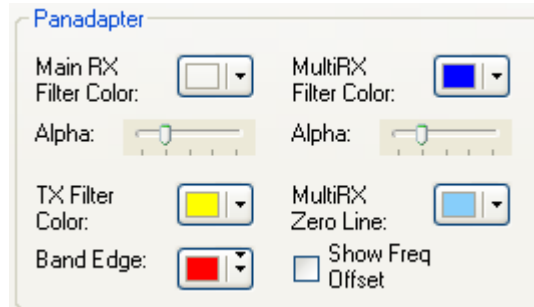 Panadapter
Main RX
Filter Color:
MultiRX
Filter Color:
Alpha:
Alpha:
TX Filter
Color:
MultiRX
Zero Line:
Band Edge:
Show Freq
Offset